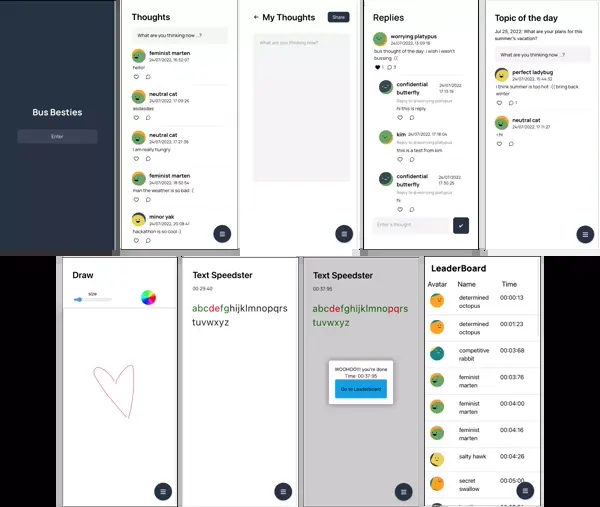 Bus Besties
Enter
Thoughts
What are you thinking now ...?
feminist marten
24/07/2022, 16:52:07
hello!
neutral cat
24/07/2022, 17:09:26
asdasdas
neutral cat
24/07/2022, 17:27:36
i am really hungry
feminist marten
24/07/2022, 18:52:54
man the weather is so bad :(
minor yak
24/07/2022, 20:09:41
hackathon is so cool :)
My Thoughts
Share
What are you thinking time?
Replies
worrying platypus
24/07/2022, 13:09:16
bus thought of the day: i wish i wasn't
bussing :((
1 3
confidential
butterfly
24/07/2022,
17:13:19
Reply to @worrying platypus
hi this is reply
kim 24/07/2022, 17:18:04
Reply to @worrying platypus
this is a test from kim
confidential
butterfly
24/07/2022,
17:30:25
Reply to @worrying platypus
hi
Enter a thought
Topic of the day
Jul 25, 2022: What are your plans for this
summer's vacation?
What are you thinking now ...?
perfect ladybug
24/07/2022, 15:44:32
i think summer is too hot :(( bring back
winter
1
neutral cat
24/07/2022, 17:11:27
Draw
size
Text Speedster
00:29:40
abcdefghijklmnopqrs
tuvwxyz
Text Speedster
00:37:95
abcdefghijklmnopqrs
tuvwxyz
WOOHOO!!! you're done
Time: 00:37:95
Go to Leaderboard
LeaderBoard
Avatar Name Time
determined
octopus
00:00:13
determined
octopus
00:01:23
competitive
rabbit
00:03:68
feminist
marten
00:03:76
feminist
marten
00:04:00
feminist
marten
00:04:16
salty hawk 00:04:26
secret
swallow
00:05:00